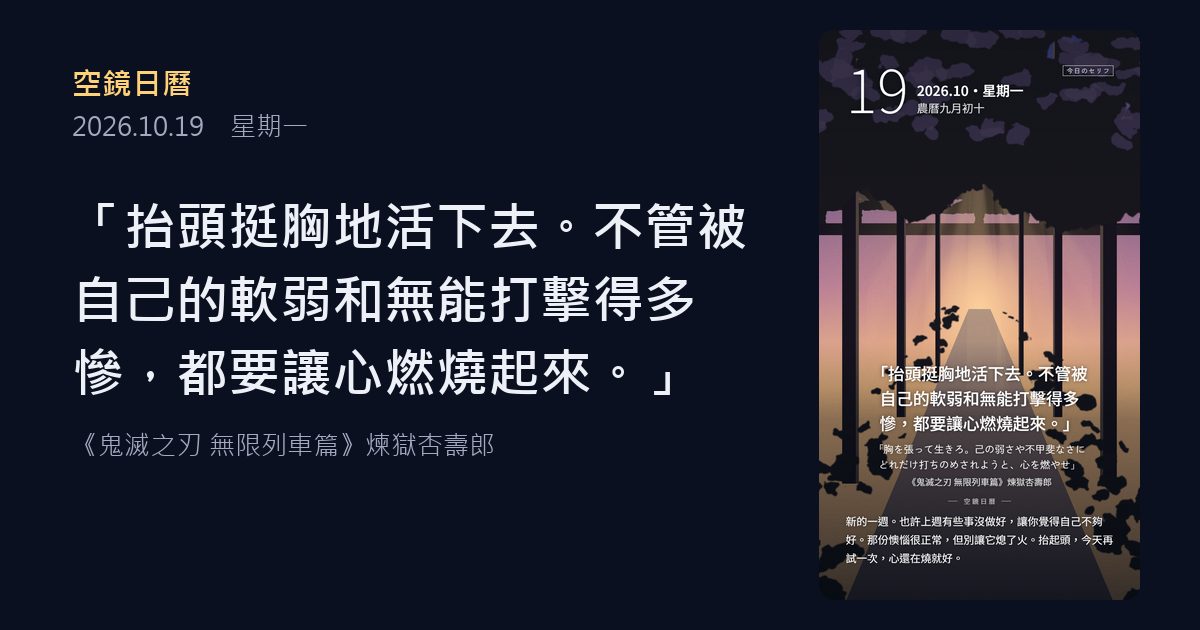 空鏡日曆
2026.10.19 星期一
「抬頭挺胸地活下去。不管被
自己的軟弱和無能打擊得多
慘，都要讓心燃燒起來。」
《鬼滅之刃 無限列車篇》煉獄杏壽郎
今日のセリフ
19
2026.10・星期一
農曆九月初十
「抬頭挺胸地活下去。不管被
自己的軟弱和無能打擊得多
慘，都要讓心燃燒起來。」
「胸を張って生きろ。己の弱さや不甲斐なさに
どれだけ打ちのめされようと、心を燃やせ」
《鬼滅之刃 無限列車篇》煉獄杏壽郎
— 空鏡日曆 —
新的一週。也許上週有些事沒做好，讓你覺得自己不夠
好。那份懊惱很正常，但別讓它熄了火。抬起頭，今天再
試一次，心還在燒就好。